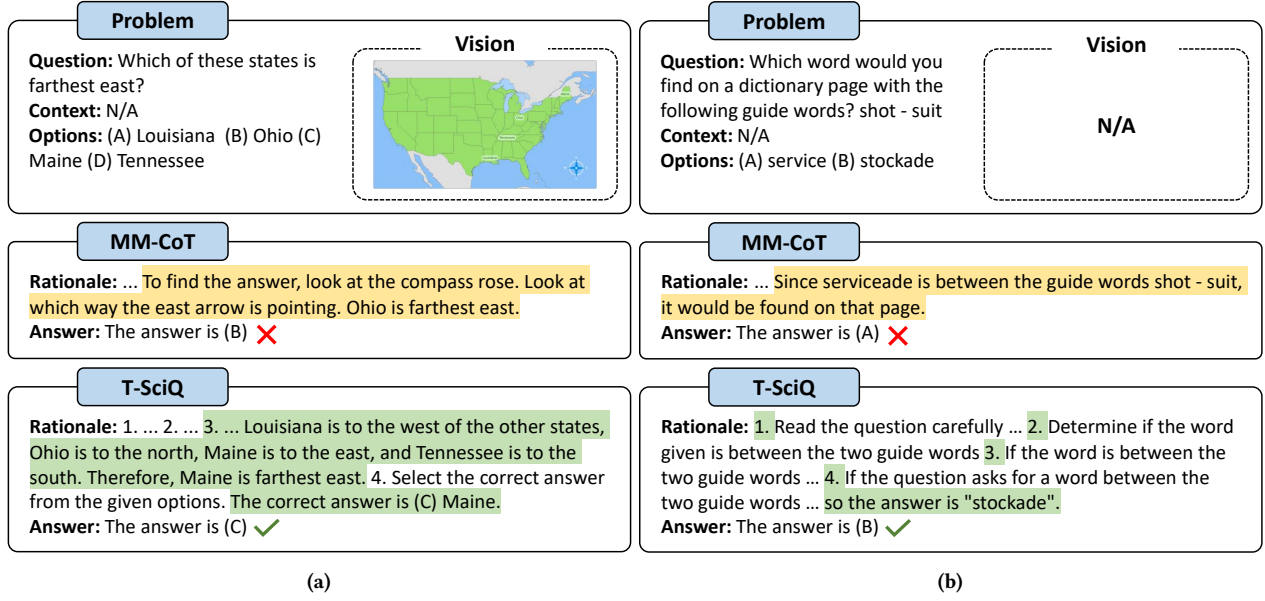 Problem
Vision
Question: Which of these states is
farthest east?
Context: N/A
Options: (A) Louisiana (B) Ohio (C)
Maine (D) Tennessee
MM-CoT
Rationale: ... To find the answer, look at the compass rose. Look at
which way the east arrow is pointing. Ohio is farthest east.
Answer: The answer is (B)
T-SciQ
Rationale: 1. ... 2. ... 3. ... Louisiana is to the west of the other states,
Ohio is to the north, Maine is to the east, and Tennessee is to the
south. Therefore, Maine is farthest east. 4. Select the correct answer
from the given options. The correct answer is (C) Maine.
Answer: The answer is (C)
(a)
Problem
Vision
Question: Which word would you
find on a dictionary page with the
following guide words? shot - suit
Context: N/A
Options: (A) service (B) stockade
N/A
MM-CoT
Rationale: ... Since serviceade is between the guide words shot - suit,
it would be found on that page.
Answer: The answer is (A)
T-SciQ
Rationale: 1. Read the question carefully ... 2. Determine if the word
given is between the two guide words 3. If the word is between the
two guide words ... 4. If the question asks for a word between the
two guide words ... so the answer is "stockade".
Answer: The answer is (B)
(b)